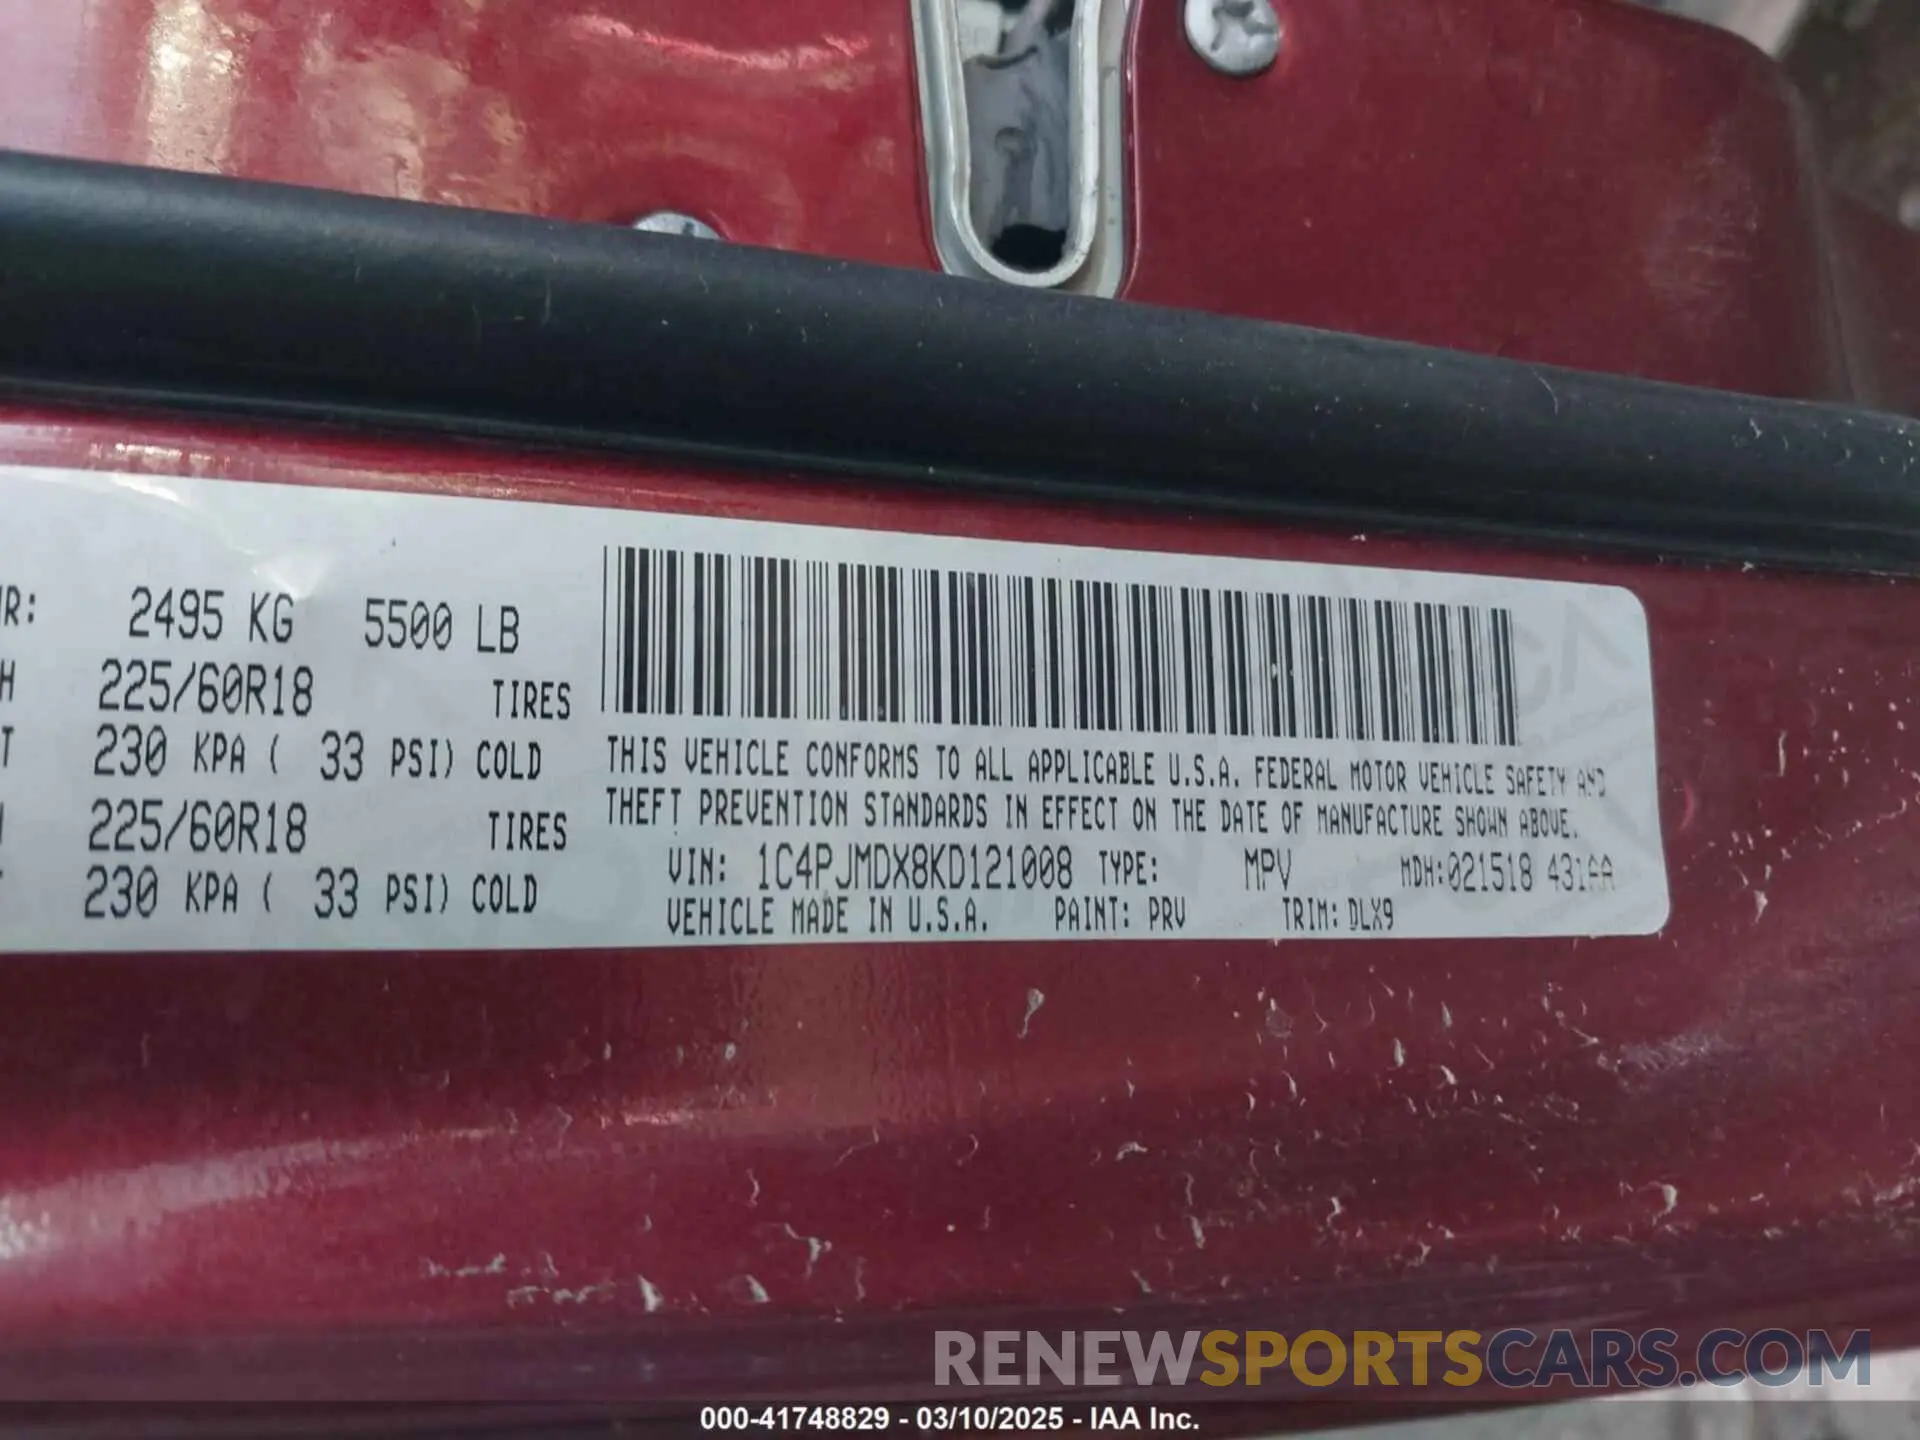 2495 KG 5500 LB
225/60R18 TIRES
230 KPA ( 33 PSI) COLD
225/60R18 TIRES
230 KPA ( 33 PSI) COLD
THIS VEHICLE CONFORMS TO ALL APPLICABLE U.S.A. FEDERAL MOTOR VEHICLE SAFETY AND
THEFT PREVENTION STANDARDS IN EFFECT ON THE DATE OF MANUFACTURE SHOWN ABOVE.
VIN: 1C4PJMDX8KD121008 TYPE: MPV MDH:021518 431AA
VEHICLE MADE IN U.S.A. PAINT: PRV TRIM: DLX9
RENEWSPORTSCARS.COM
000-41748829 - 03/10/2025 - IAA Inc.